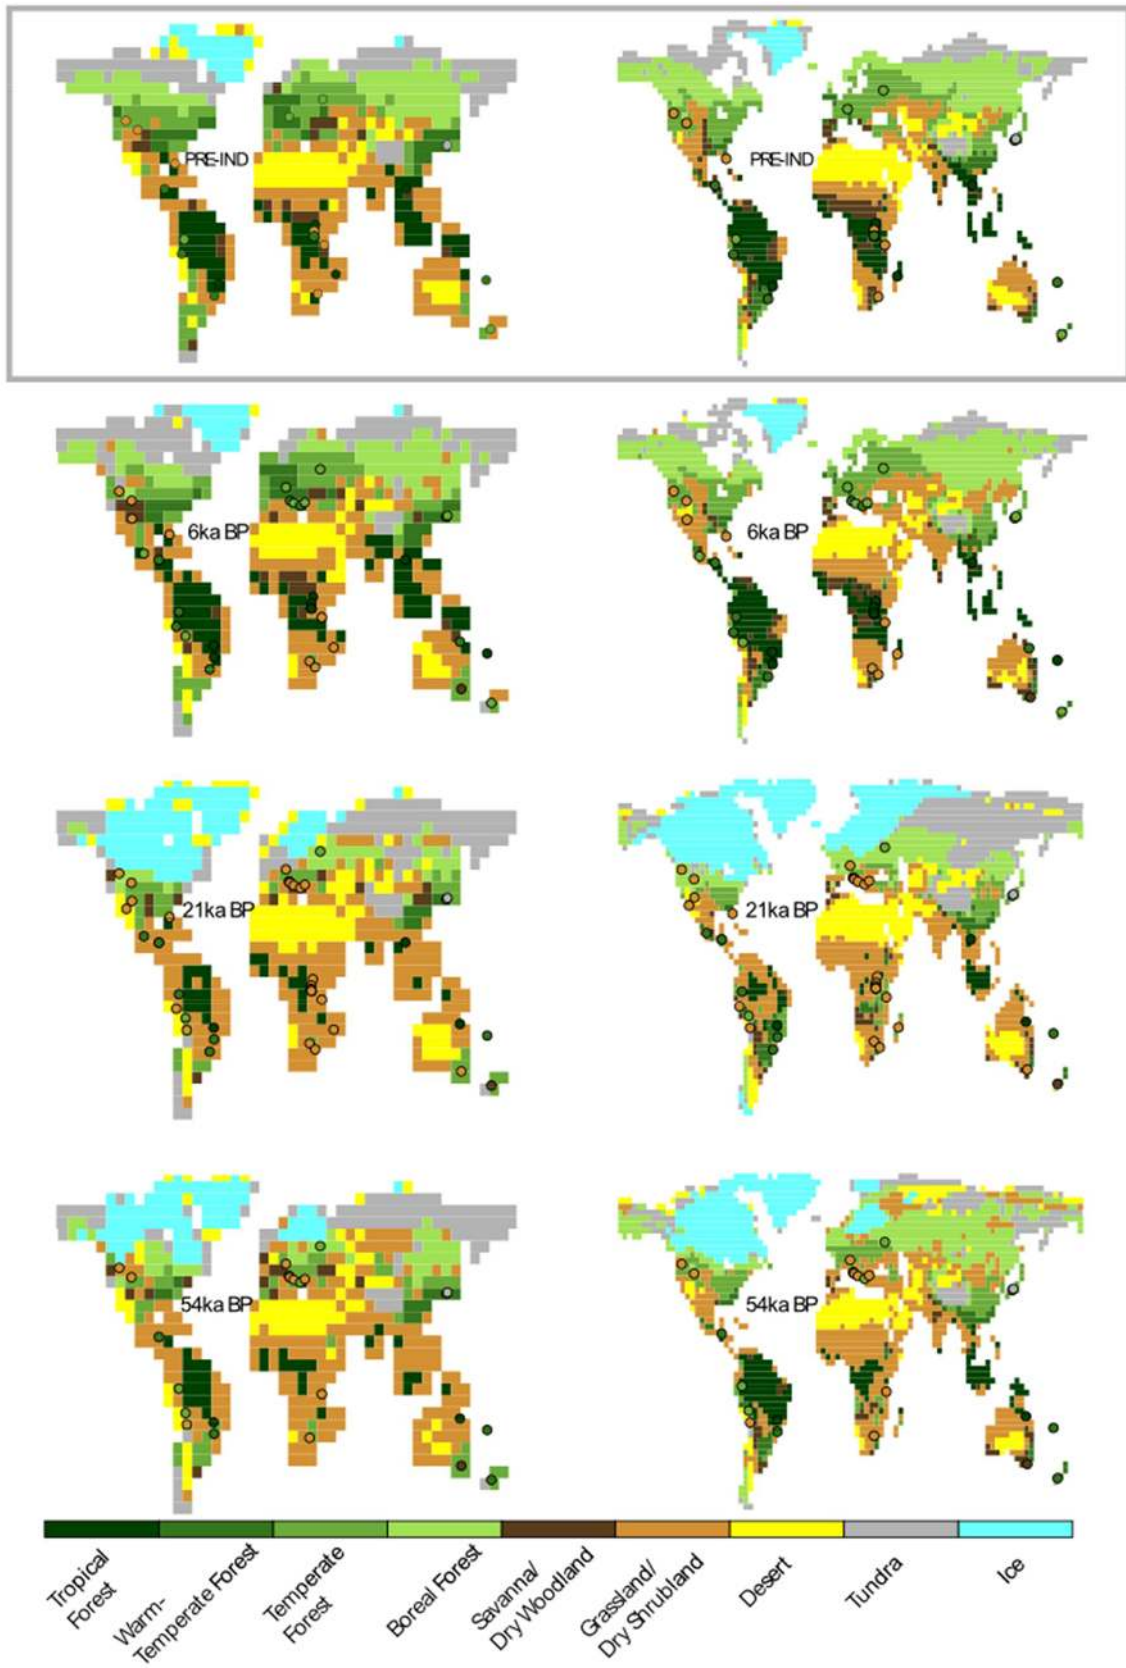 PRE-IND PRE-IND
6ka BP 6ka BP
21ka BP 21ka BP
54ka BP 54ka BP
Tropical
Forest
Warm-
Temperate Forest
Temperate
Forest
Boreal Forest
Savanna/
Dry Woodland
Grassland/
Dry Shrubland
Desert
Tundra
Ice